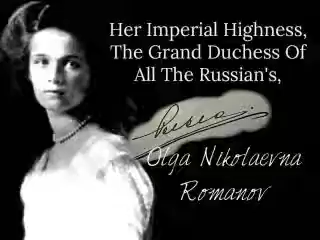 Her Imperial Highness,
The Grand Duchess Of
All The Russian's,
Olga Nikolaevna
Romanov